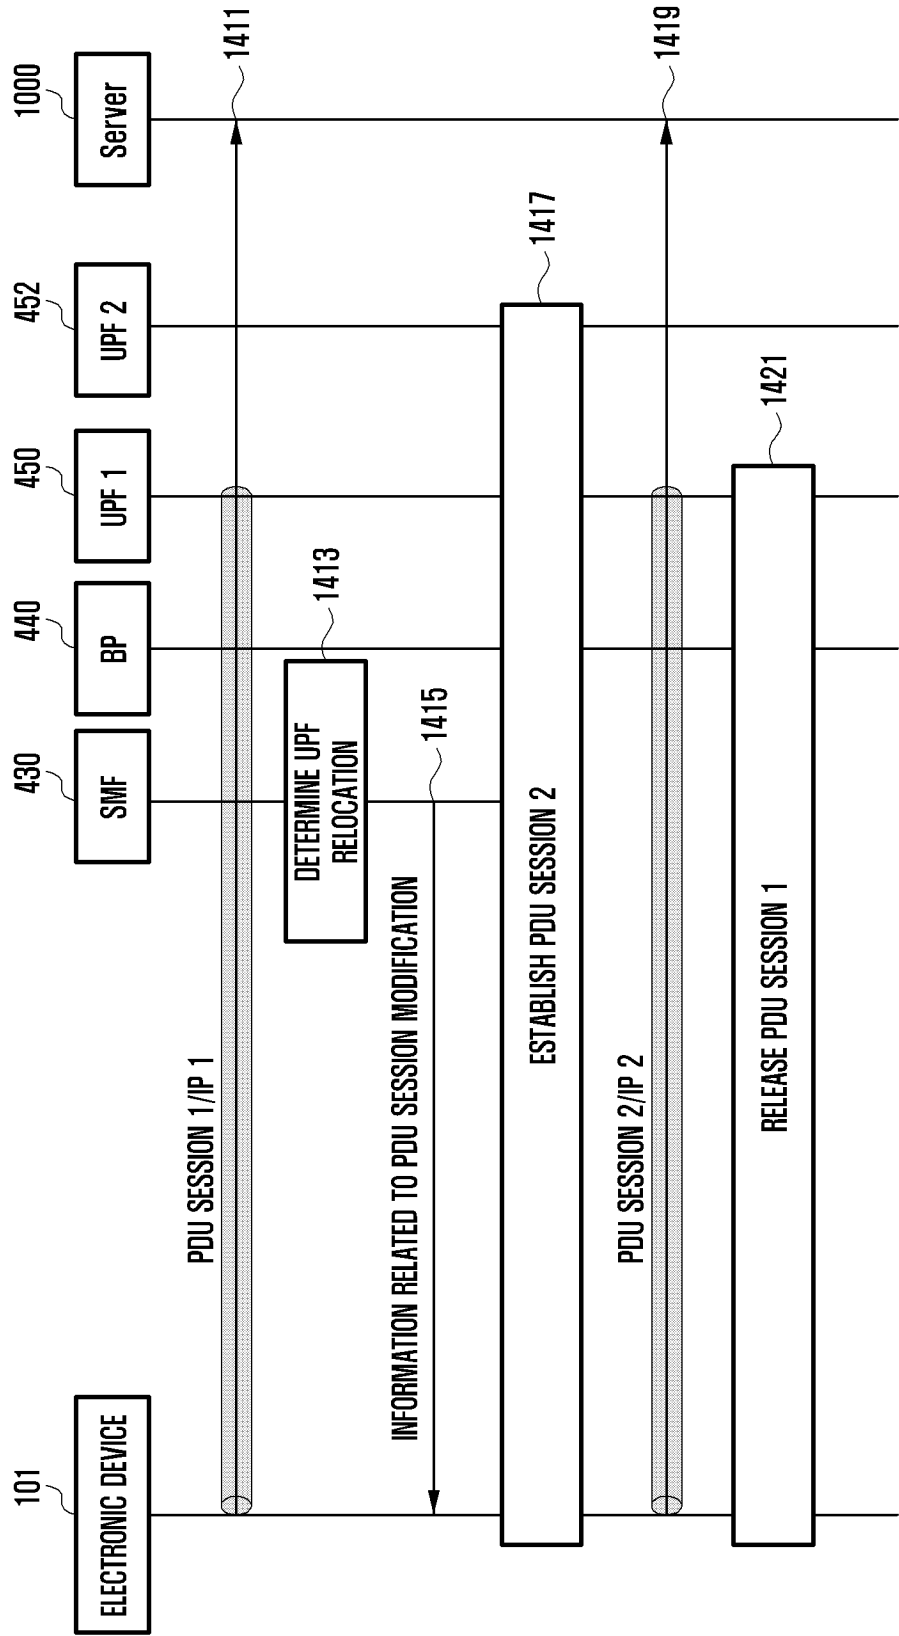 101
430
440
450
452
1000
ELECTRONIC DEVICE
SMF
BP
UPF 1
UPF 2
Server
PDU SESSION 1/IP 1
1411
DETERMINE UPF
RELOCATION
1413
INFORMATION RELATED TO PDU SESSION MODIFICATION
1415
ESTABLISH PDU SESSION 2
1417
PDU SESSION 2/IP 2
1419
RELEASE PDU SESSION 1
1421